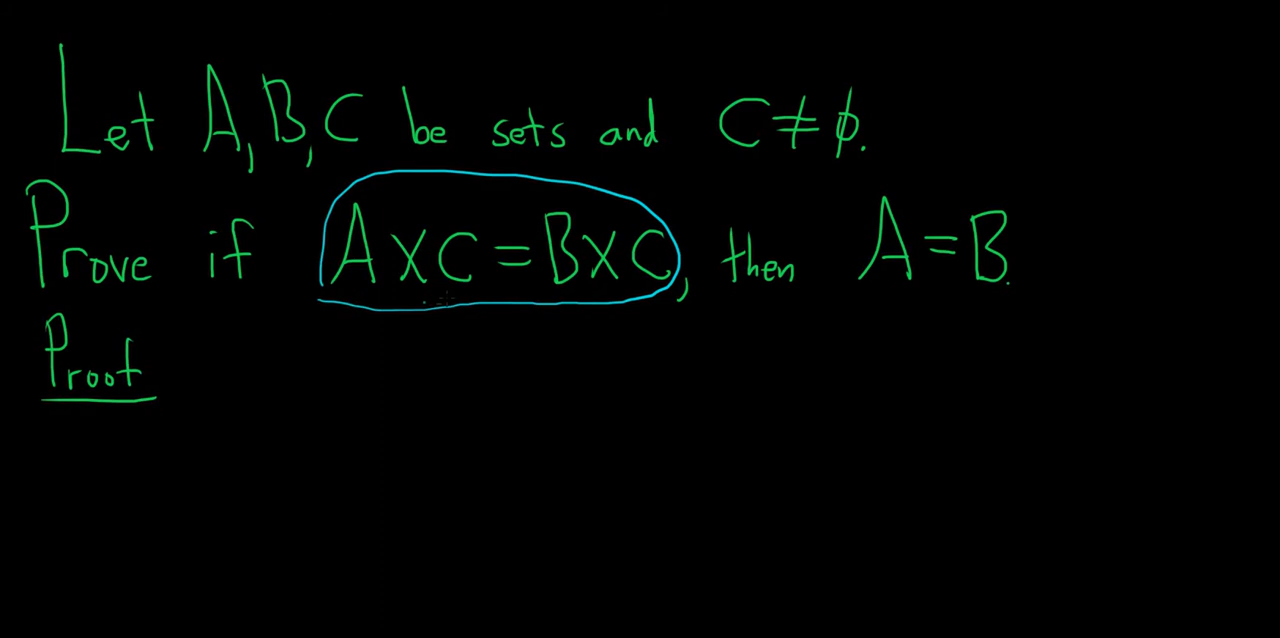 Let A, B, C be sets and C ≠ ϕ.
Prove if A × C = B × C, then A = B.
Proof